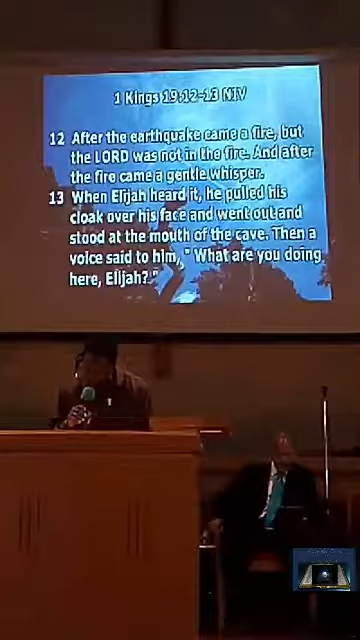 1 Kings 19:12-13 NIV
12 After the earthquake came a fire, but
the LORD was not in the fire. And after
the fire came a gentle whisper.
13 When Elijah heard it, he pulled his
cloak over his face and went out and
stood at the mouth of the cave. Then a
voice said to him, " What are you doing
here, Elijah?"